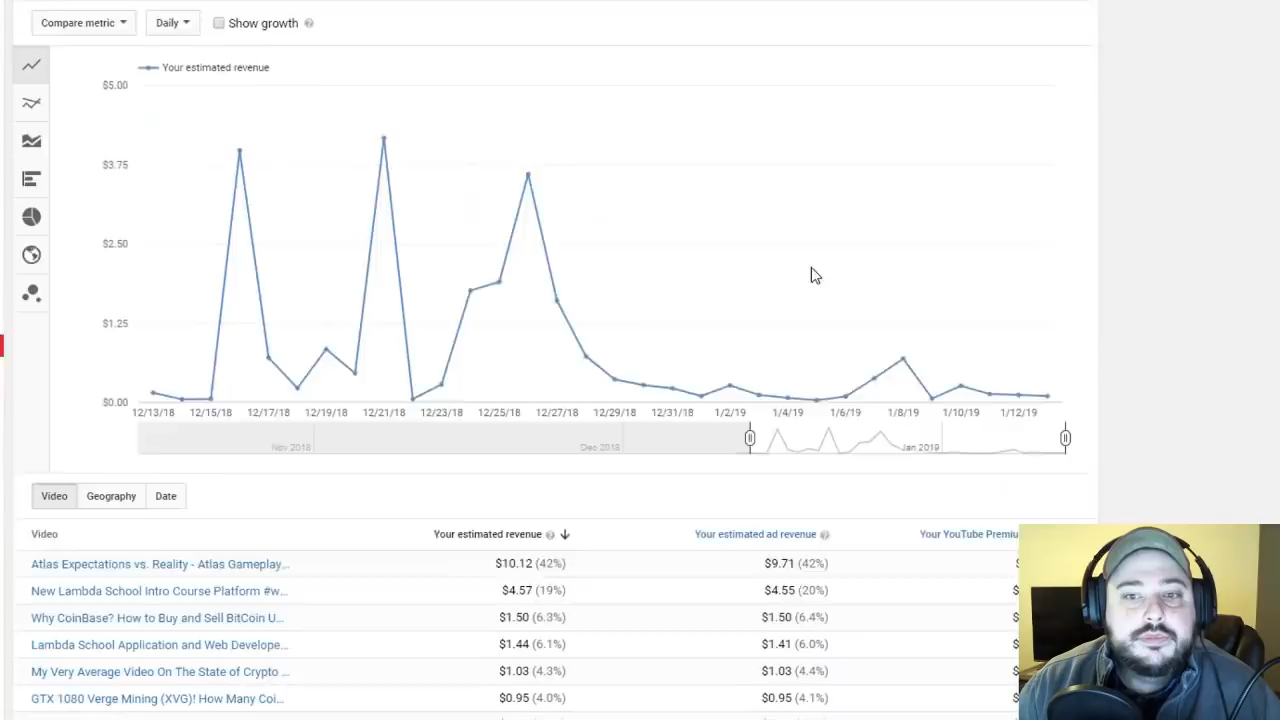 Compare metric Daily Show growth
Your estimated revenue
$5.00
$3.75
$2.50
$1.25
$0.00
12/13/18 12/15/18 12/17/18 12/19/18 12/21/18 12/23/18 12/25/18 12/27/18 12/29/18 12/31/18 1/2/19 1/4/19 1/6/19 1/8/19 1/10/19 1/12/19
Nov 2018 Dec 2018 Jan 2019
Video Geography Date
Video Your estimated revenue Your estimated ad revenue Your YouTube Premiu
Atlas Expectations vs. Reality - Atlas Gameplay... $10.12 (42%) $9.71 (42%) $
New Lambda School Intro Course Platform #w... $4.57 (19%) $4.55 (20%) $
Why CoinBase? How to Buy and Sell BitCoin U... $1.50 (6.3%) $1.50 (6.4%) $
Lambda School Application and Web Develope... $1.44 (6.1%) $1.41 (6.0%) $
My Very Average Video On The State of Crypto ... $1.03 (4.3%) $1.03 (4.4%) $
GTX 1080 Verge Mining (XVG)! How Many Coi... $0.95 (4.0%) $0.95 (4.1%) $